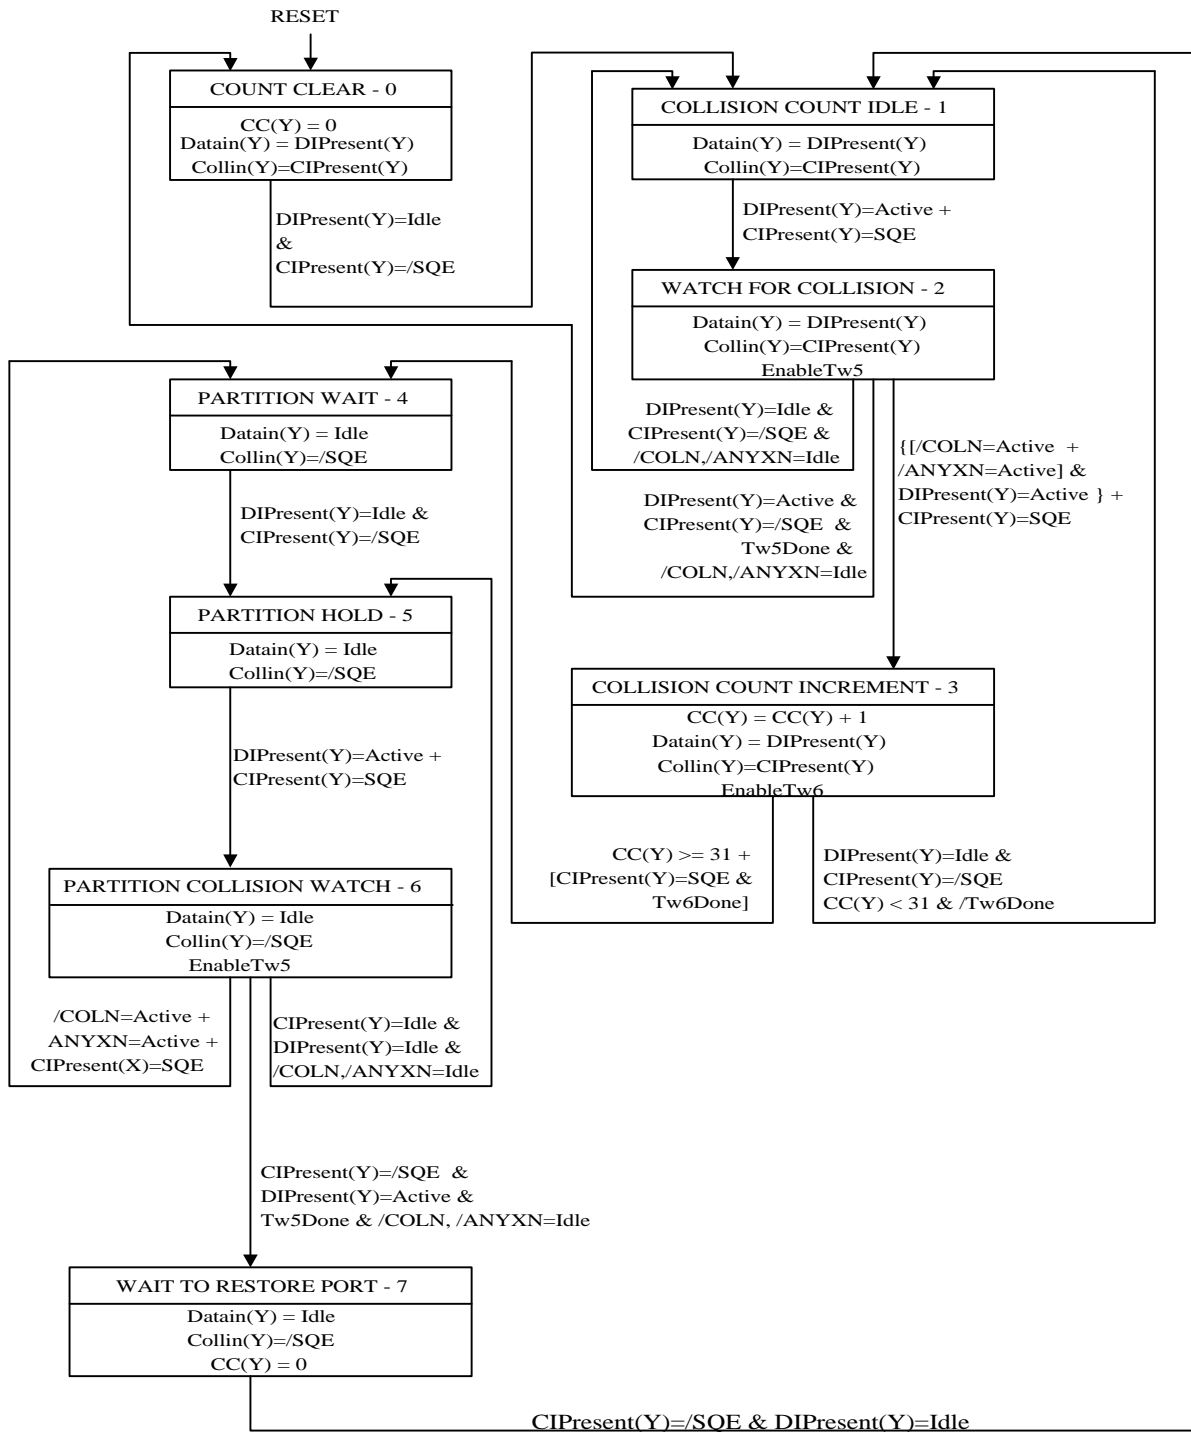 RESET
COUNT CLEAR - 0
CC(Y) = 0
Datain(Y) = DIPresent(Y)
Collin(Y)=CIPresent(Y)
DIPresent(Y)=Idle
&
CIPresent(Y)=/SQE
COLLISION COUNT IDLE - 1
Datain(Y) = DIPresent(Y)
Collin(Y)=CIPresent(Y)
DIPresent(Y)=Active +
CIPresent(Y)=SQE
WATCH FOR COLLISION - 2
Datain(Y) = DIPresent(Y)
Collin(Y)=CIPresent(Y)
EnableTw5
DIPresent(Y)=Idle &
CIPresent(Y)=/SQE &
/COLN,/ANYXN=Idle
DIPresent(Y)=Active &
CIPresent(Y)=/SQE &
Tw5Done &
/COLN,/ANYXN=Idle
{[/COLN=Active +
/ANYXN=Active] &
DIPresent(Y)=Active } +
CIPresent(Y)=SQE
COLLISION COUNT INCREMENT - 3
CC(Y) = CC(Y) + 1
Datain(Y) = DIPresent(Y)
Collin(Y)=CIPresent(Y)
EnableTw6
CC(Y) >= 31 +
[CIPresent(Y)=SQE &
Tw6Done]
DIPresent(Y)=Idle &
CIPresent(Y)=/SQE
CC(Y) < 31 & /Tw6Done
PARTITION WAIT - 4
Datain(Y) = Idle
Collin(Y)=/SQE
DIPresent(Y)=Idle &
CIPresent(Y)=/SQE
PARTITION HOLD - 5
Datain(Y) = Idle
Collin(Y)=/SQE
DIPresent(Y)=Active +
CIPresent(Y)=SQE
PARTITION COLLISION WATCH - 6
Datain(Y) = Idle
Collin(Y)=/SQE
EnableTw5
/COLN=Active +
ANYXN=Active +
CIPresent(X)=SQE
CIPresent(Y)=Idle &
DIPresent(Y)=Idle &
/COLN,/ANYXN=Idle
CIPresent(Y)=/SQE &
DIPresent(Y)=Active &
Tw5Done & /COLN, /ANYXN=Idle
WAIT TO RESTORE PORT - 7
Datain(Y) = Idle
Collin(Y)=/SQE
CC(Y) = 0
CIPresent(Y)=/SQE & DIPresent(Y)=Idle